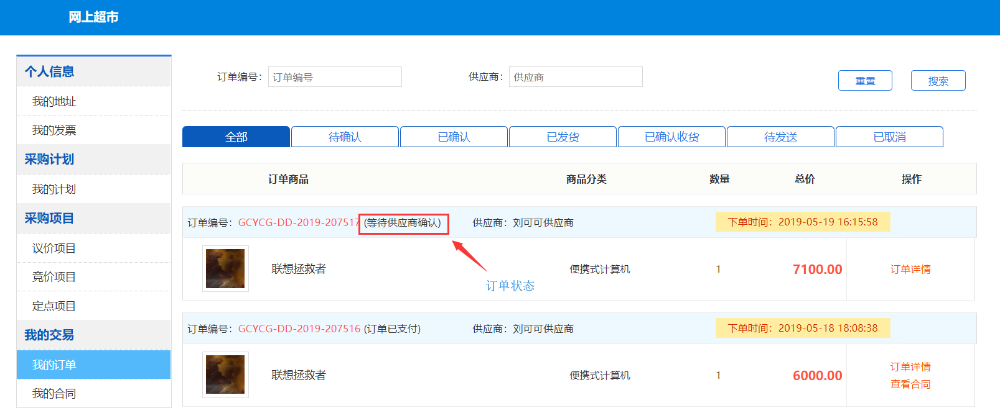 网上超市
个人信息
我的地址
我的发票
采购计划
我的计划
采购项目
议价项目
竞价项目
定点项目
我的交易
我的订单
我的合同
订单编号： 订单编号 供应商： 供应商 重置 搜索
全部 待确认 已确认 已发货 已确认收货 待发送 已取消
订单商品 商品分类 数量 总价 操作
订单编号：GCYCG-DD-2019-207517 (等待供应商确认) 供应商：刘可可供应商 下单时间：2019-05-19 16:15:58
联想拯救者 便携式计算机 1 7100.00 订单详情
订单状态
订单编号：GCYCG-DD-2019-207516 (订单已支付) 供应商：刘可可供应商 下单时间：2019-05-18 18:08:38
联想拯救者 便携式计算机 1 6000.00 订单详情
查看合同